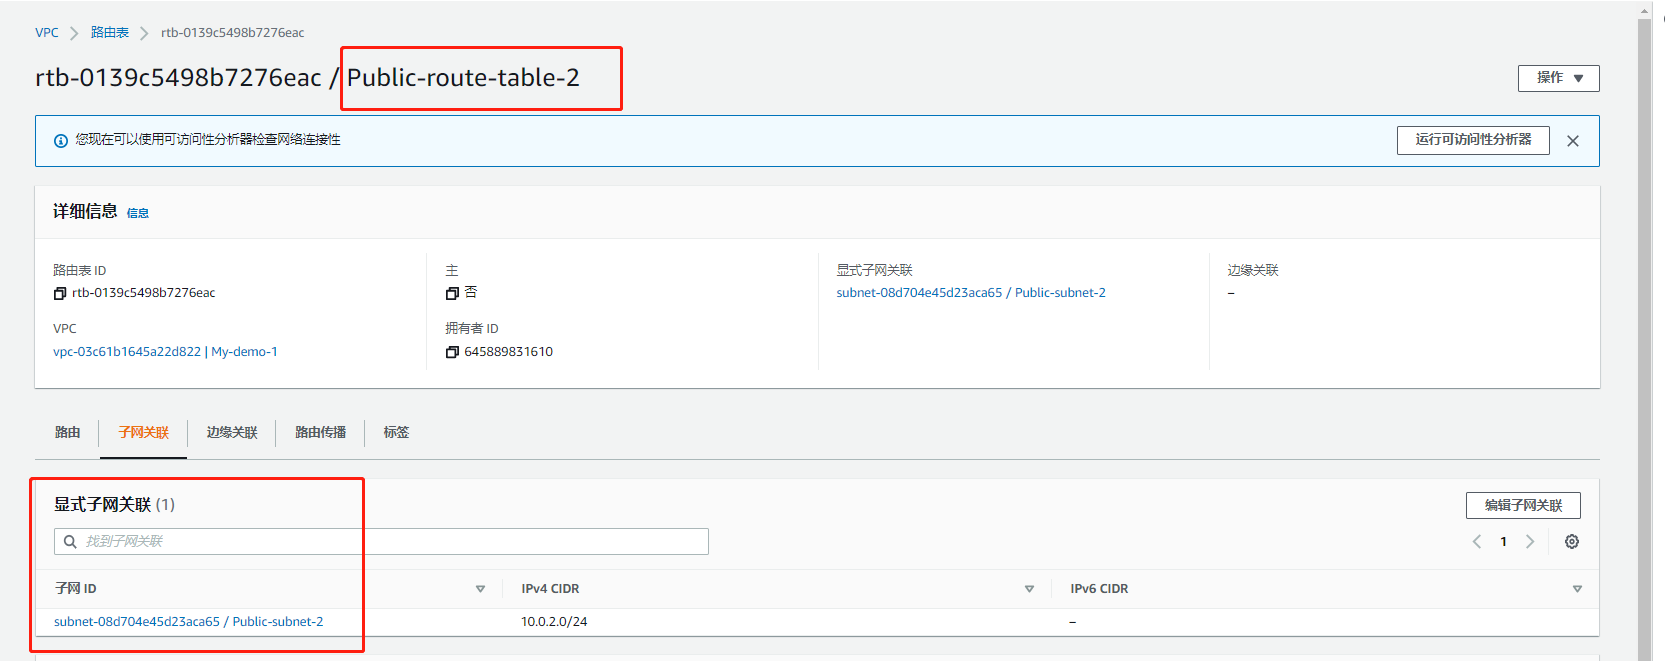 VPC 路由表 rtb-0139c5498b7276eac
rtb-0139c5498b7276eac / Public-route-table-2
操作
您现在可以使用可访问性分析器检查网络连接性
运行可访问性分析器
详细信息 信息
路由表 ID
rtb-0139c5498b7276eac
主
否
显式子网关联
subnet-08d704e45d23aca65 / Public-subnet-2
边缘关联
–
VPC
vpc-03c61b1645a22d822 | My-demo-1
拥有者 ID
645889831610
路由 子网关联 边缘关联 路由传播 标签
显式子网关联 (1)
编辑子网关联
找到子网关联
1
子网 ID IPv4 CIDR IPv6 CIDR
subnet-08d704e45d23aca65 / Public-subnet-2 10.0.2.0/24 –